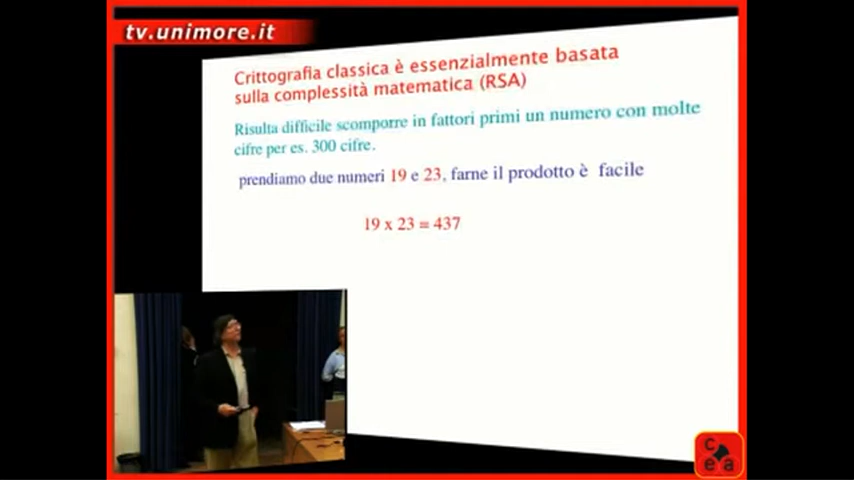 tv.unimore.it
Crittografia classica è essenzialmente basata
sulla complessità matematica (RSA)
Risulta difficile scomporre in fattori primi un numero con molte
cifre per es. 300 cifre.
prendiamo due numeri 19 e 23, farne il prodotto è facile
19 x 23 = 437
c
e a